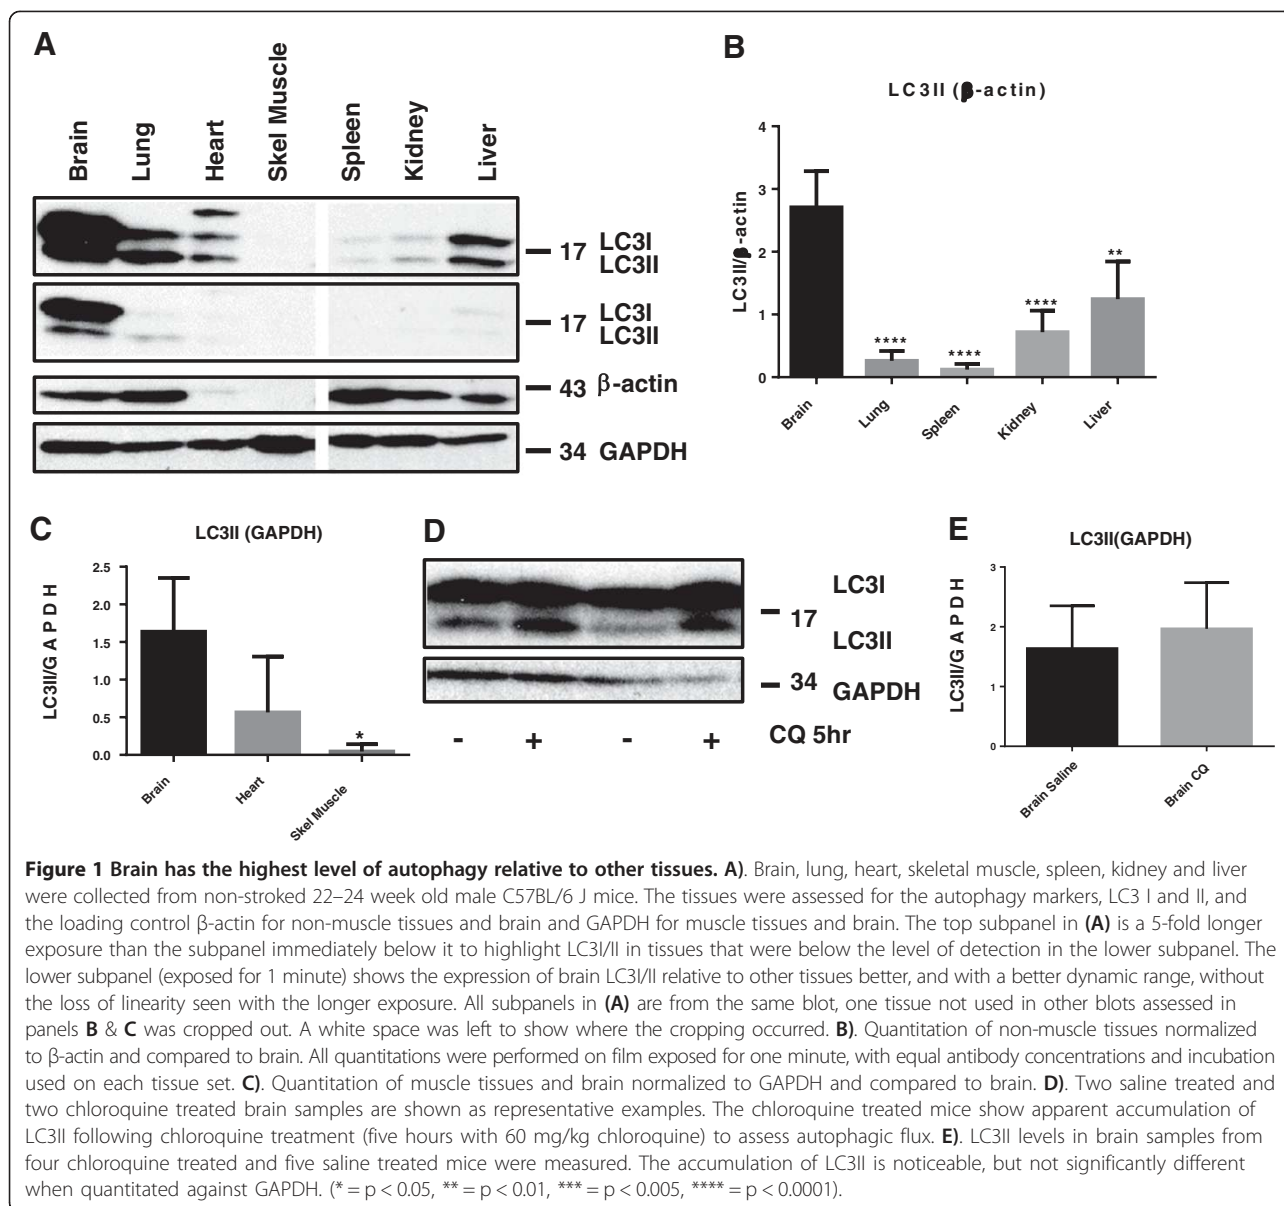 A
Brain
Lung
Heart
Skel Muscle
Spleen
Kidney
Liver
17 LC3I
LC3II
17 LC3I
LC3II
43 β-actin
34 GAPDH
B
LC3II (β-actin)
LC3II/β-actin
4
3
2
1
0
****
****
****
**
Brain
Lung
Spleen
Kidney
Liver
C
LC3II (GAPDH)
LC3II/GAPDH
2.5
2.0
1.5
1.0
0.5
0.0
*
Brain
Heart
Skel Muscle
D
LC3I
17
LC3II
34 GAPDH
- + - + CQ 5hr
E
LC3II(GAPDH)
LC3II/GAPDH
3
2
1
0
Brain Saline
Brain CQ
Figure 1 Brain has the highest level of autophagy relative to other tissues. A). Brain, lung, heart, skeletal muscle, spleen, kidney and liver
were collected from non-stroked 22–24 week old male C57BL/6 J mice. The tissues were assessed for the autophagy markers, LC3 I and II, and
the loading control β-actin for non-muscle tissues and brain and GAPDH for muscle tissues and brain. The top subpanel in (A) is a 5-fold longer
exposure than the subpanel immediately below it to highlight LC3I/II in tissues that were below the level of detection in the lower subpanel. The
lower subpanel (exposed for 1 minute) shows the expression of brain LC3I/II relative to other tissues better, and with a better dynamic range, without
the loss of linearity seen with the longer exposure. All subpanels in (A) are from the same blot, one tissue not used in other blots assessed in
panels B & C was cropped out. A white space was left to show where the cropping occurred. B). Quantitation of non-muscle tissues normalized
to β-actin and compared to brain. All quantitations were performed on film exposed for one minute, with equal antibody concentrations and incubation
used on each tissue set. C). Quantitation of muscle tissues and brain normalized to GAPDH and compared to brain. D). Two saline treated and
two chloroquine treated brain samples are shown as representative examples. The chloroquine treated mice show apparent accumulation of
LC3II following chloroquine treatment (five hours with 60 mg/kg chloroquine) to assess autophagic flux. E). LC3II levels in brain samples from
four chloroquine treated and five saline treated mice were measured. The accumulation of LC3II is noticeable, but not significantly different
when quantitated against GAPDH. (* = p < 0.05, ** = p < 0.01, *** = p < 0.005, **** = p < 0.0001).